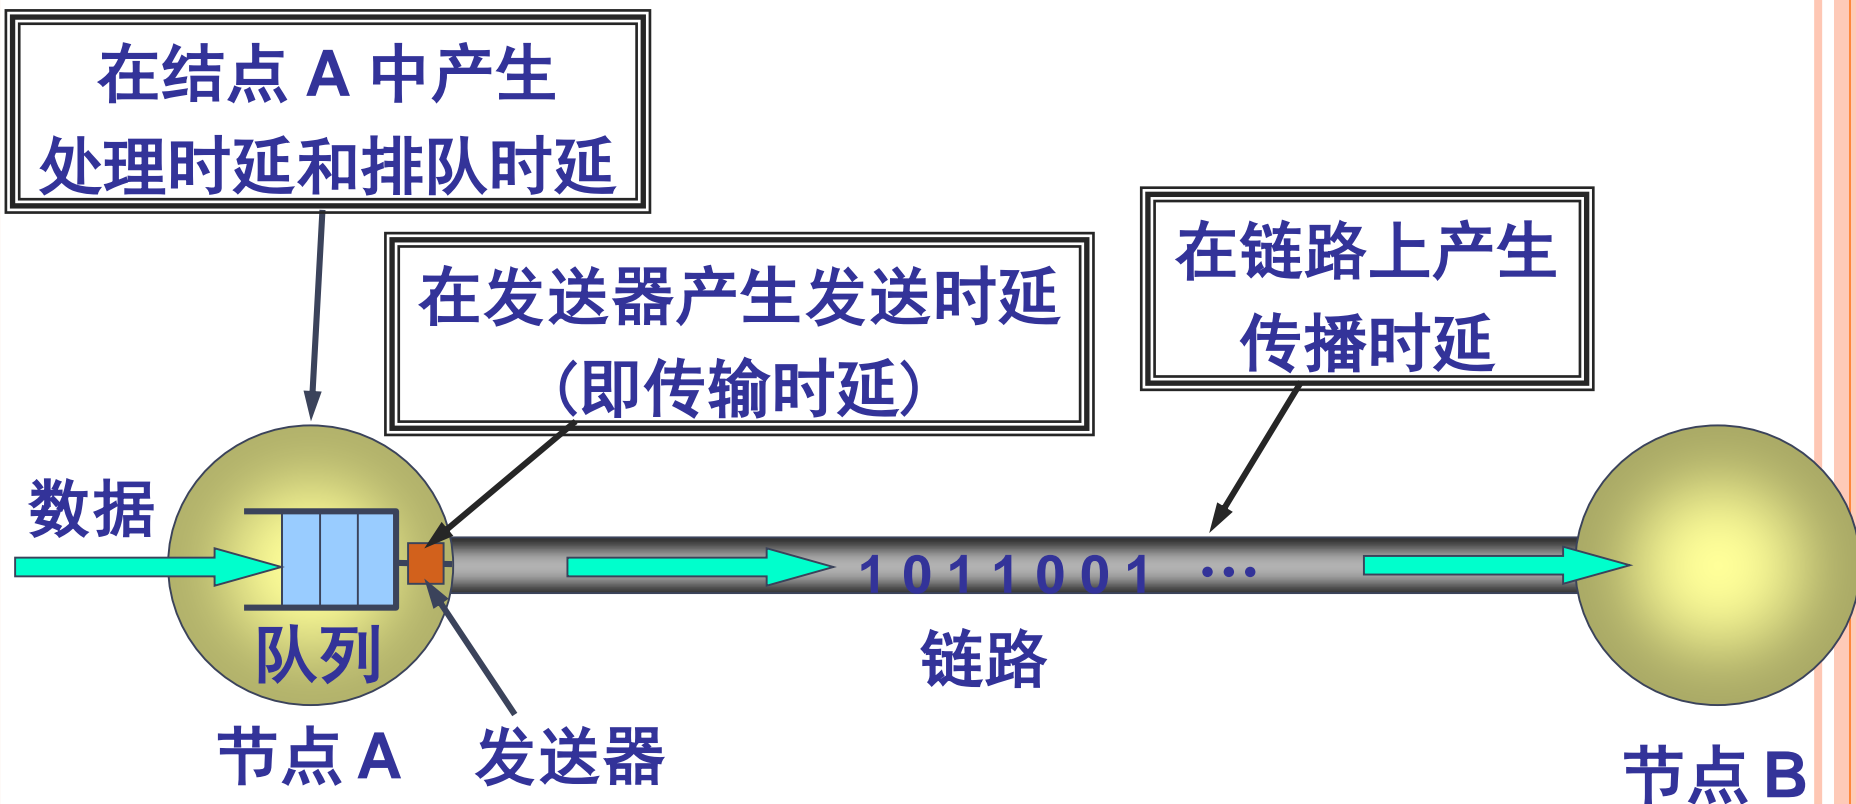 在结点 A 中产生
处理时延和排队时延
在发送器产生发送时延
（即传输时延）
在链路上产生
传播时延
数据
1 0 1 1 0 0 1 …
队列
链路
节点 A
发送器
节点 B